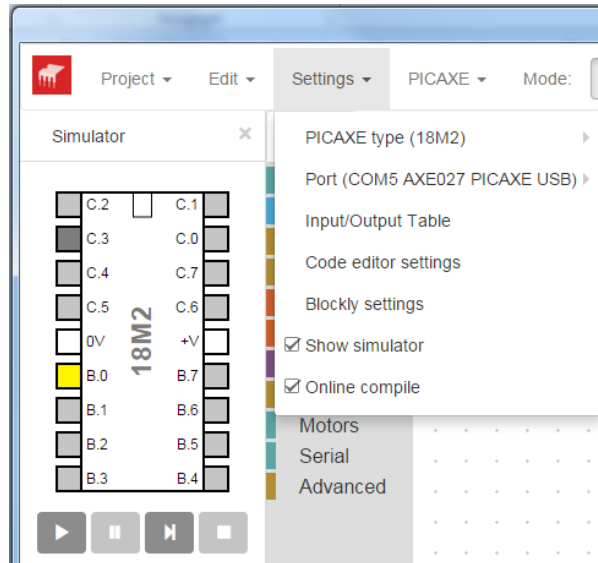 Project Edit Settings PICAXE Mode:
Simulator ×
PICAXE type (18M2)
Port (COM5 AXE027 PICAXE USB)
Input/Output Table
Code editor settings
Blockly settings
Show simulator
Online compile
Motors
Serial
Advanced
C.2 C.1
C.3 C.0
C.4 C.7
C.5 C.6
0V +V
B.0 B.7
B.1 B.6
B.2 B.5
B.3 B.4
18M2